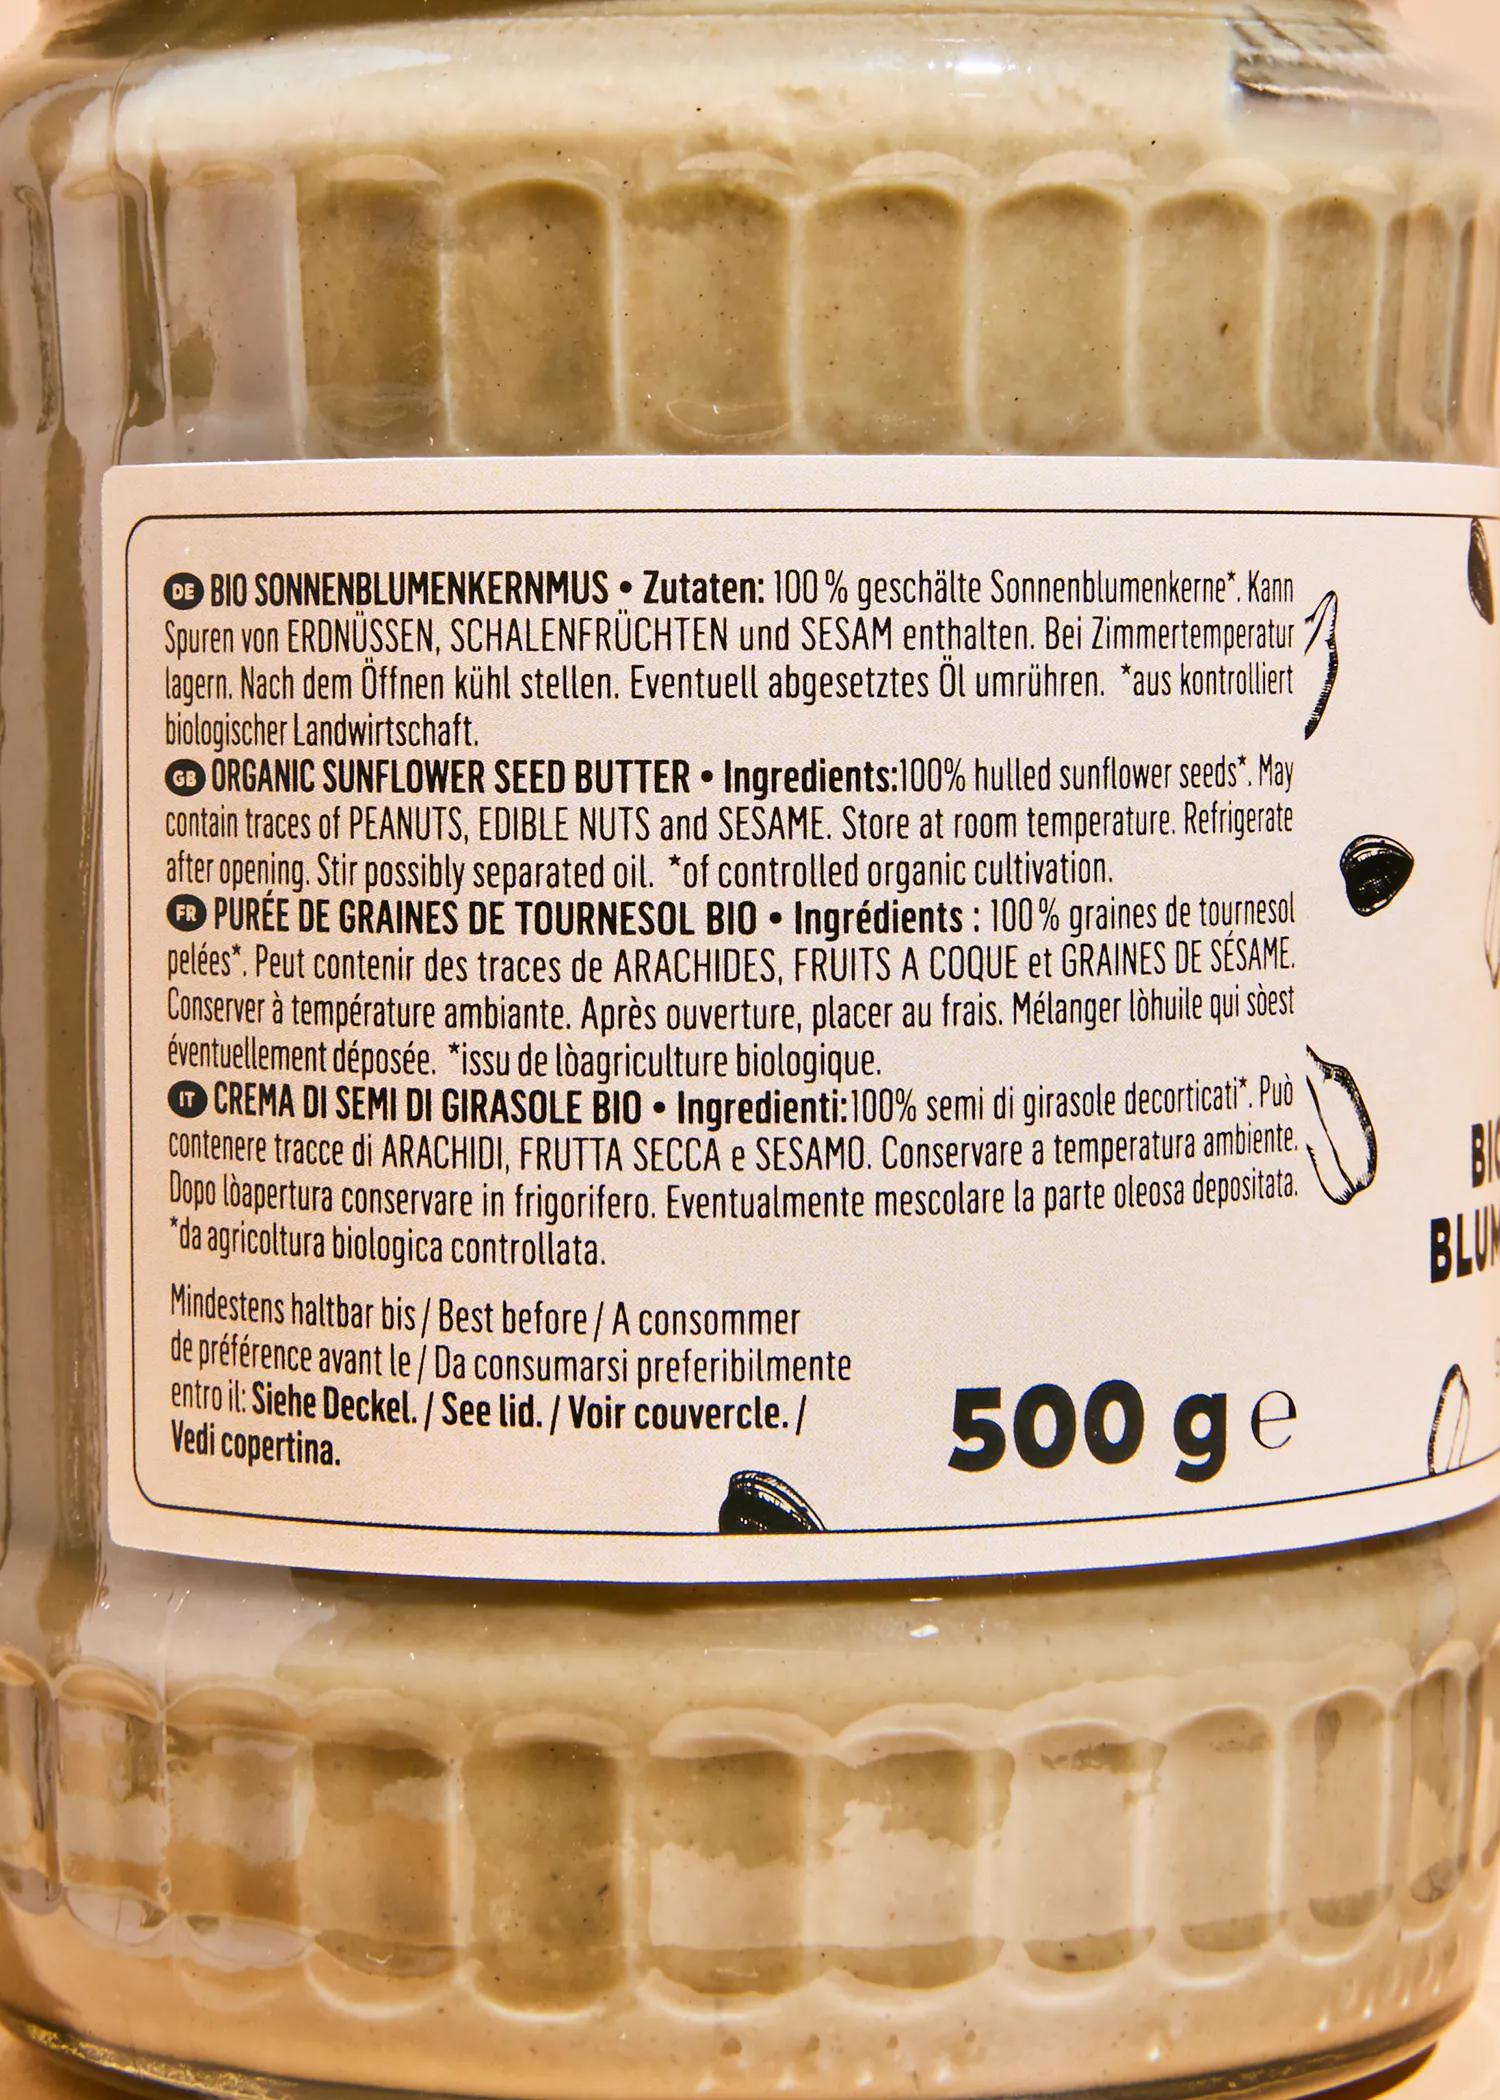 DE BIO SONNENBLUMENKERNMUS • Zutaten: 100 % geschälte Sonnenblumenkerne*. Kann
Spuren von ERDNÜSSEN, SCHALENFRÜCHTEN und SESAM enthalten. Bei Zimmertemperatur
lagern. Nach dem Öffnen kühl stellen. Eventuell abgesetztes Öl umrühren. *aus kontrolliert
biologischer Landwirtschaft.
GB ORGANIC SUNFLOWER SEED BUTTER • Ingredients:100% hulled sunflower seeds*. May
contain traces of PEANUTS, EDIBLE NUTS and SESAME. Store at room temperature. Refrigerate
after opening. Stir possibly separated oil. *of controlled organic cultivation.
FR PURÉE DE GRAINES DE TOURNESOL BIO • Ingrédients : 100 % graines de tournesol
pelées*. Peut contenir des traces de ARACHIDES, FRUITS A COQUE et GRAINES DE SÉSAME.
Conserver à température ambiante. Après ouverture, placer au frais. Mélanger lòhuile qui sòest
éventuellement déposée. *issu de lòagriculture biologique.
IT CREMA DI SEMI DI GIRASOLE BIO • Ingredienti:100% semi di girasole decorticati*. Può
contenere tracce di ARACHIDI, FRUTTA SECCA e SESAMO. Conservare a temperatura ambiente.
Dopo lòapertura conservare in frigorifero. Eventualmente mescolare la parte oleosa depositata.
*da agricoltura biologica controllata.
Mindestens haltbar bis / Best before / A consommer
de préférence avant le / Da consumarsi preferibilmente
entro il: Siehe Deckel. / See lid. / Voir couvercle. /
Vedi copertina.
500 g e
BIO
BLUM